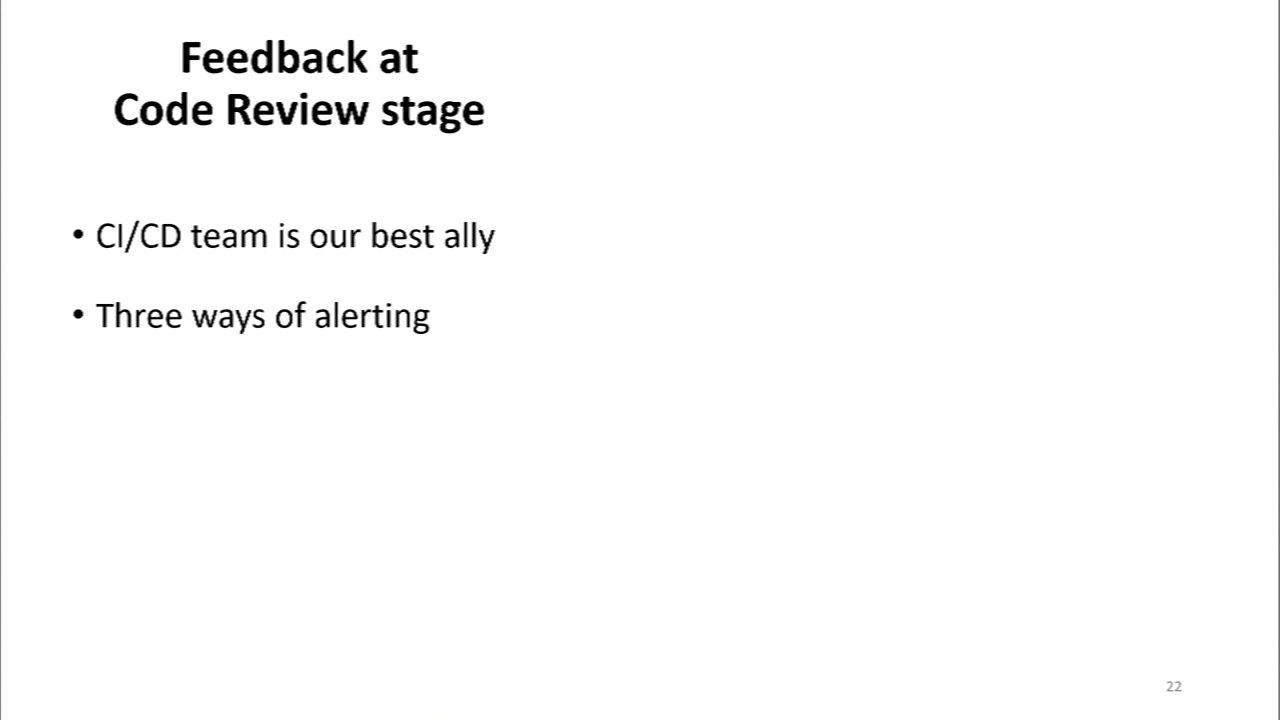 Feedback at
Code Review stage
• CI/CD team is our best ally
• Three ways of alerting
22